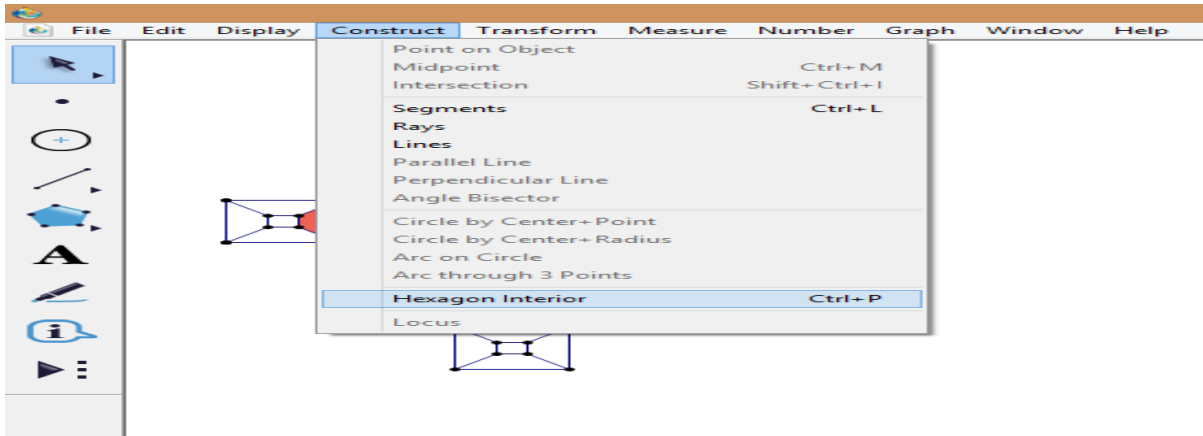 File Edit Display Construct Transform Measure Number Graph Window Help
Point on Object
Midpoint Ctrl+M
Intersection Shift+Ctrl+I
Segments Ctrl+L
Rays
Lines
Parallel Line
Perpendicular Line
Angle Bisector
Circle by Center+Point
Circle by Center+Radius
Arc on Circle
Arc through 3 Points
Hexagon Interior Ctrl+P
Locus
A
i